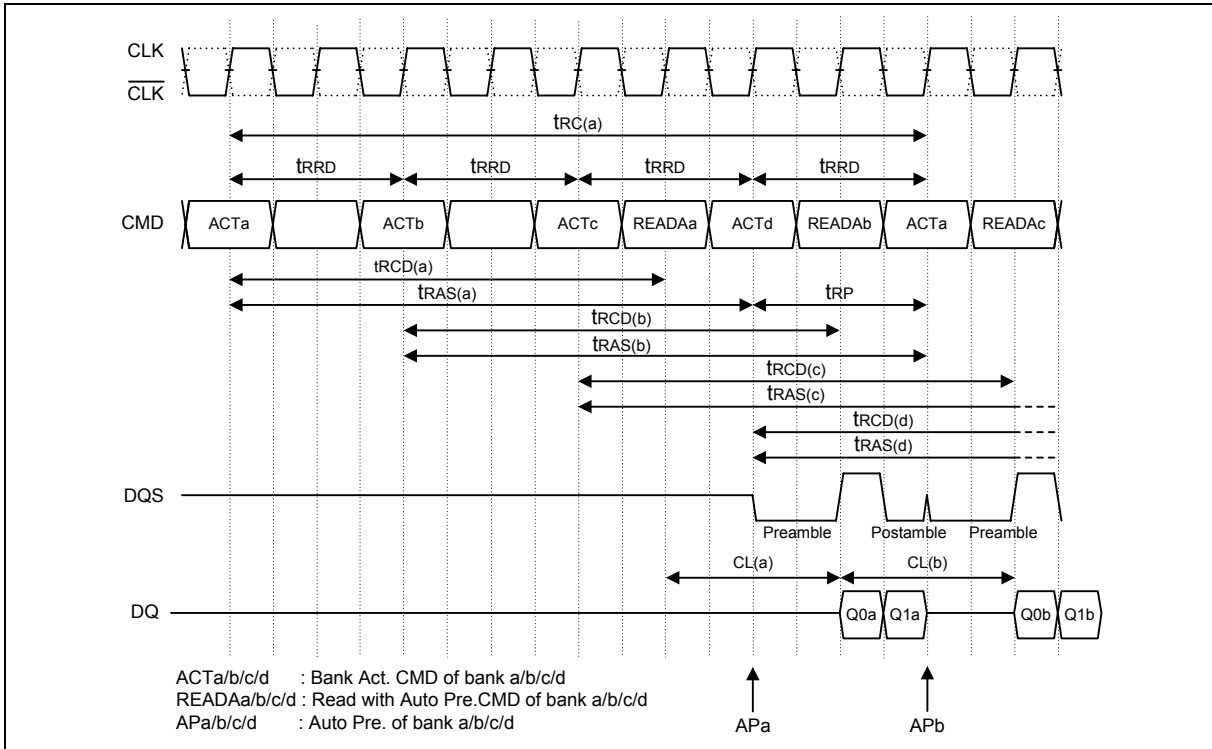 CLK
CLK
tRC(a)
tRRD tRRD tRRD tRRD
CMD ACTa ACTb ACTc READAa ACTd READAb ACTa READAc
tRCD(a)
tRAS(a) tRP
tRCD(b)
tRAS(b)
tRCD(c)
tRAS(c)
tRCD(d)
tRAS(d)
DQS
Preamble Postamble Preamble
CL(a) CL(b)
DQ Q0a Q1a Q0b Q1b
ACTa/b/c/d : Bank Act. CMD of bank a/b/c/d
READAa/b/c/d : Read with Auto Pre.CMD of bank a/b/c/d
APa/b/c/d : Auto Pre. of bank a/b/c/d
APa APb